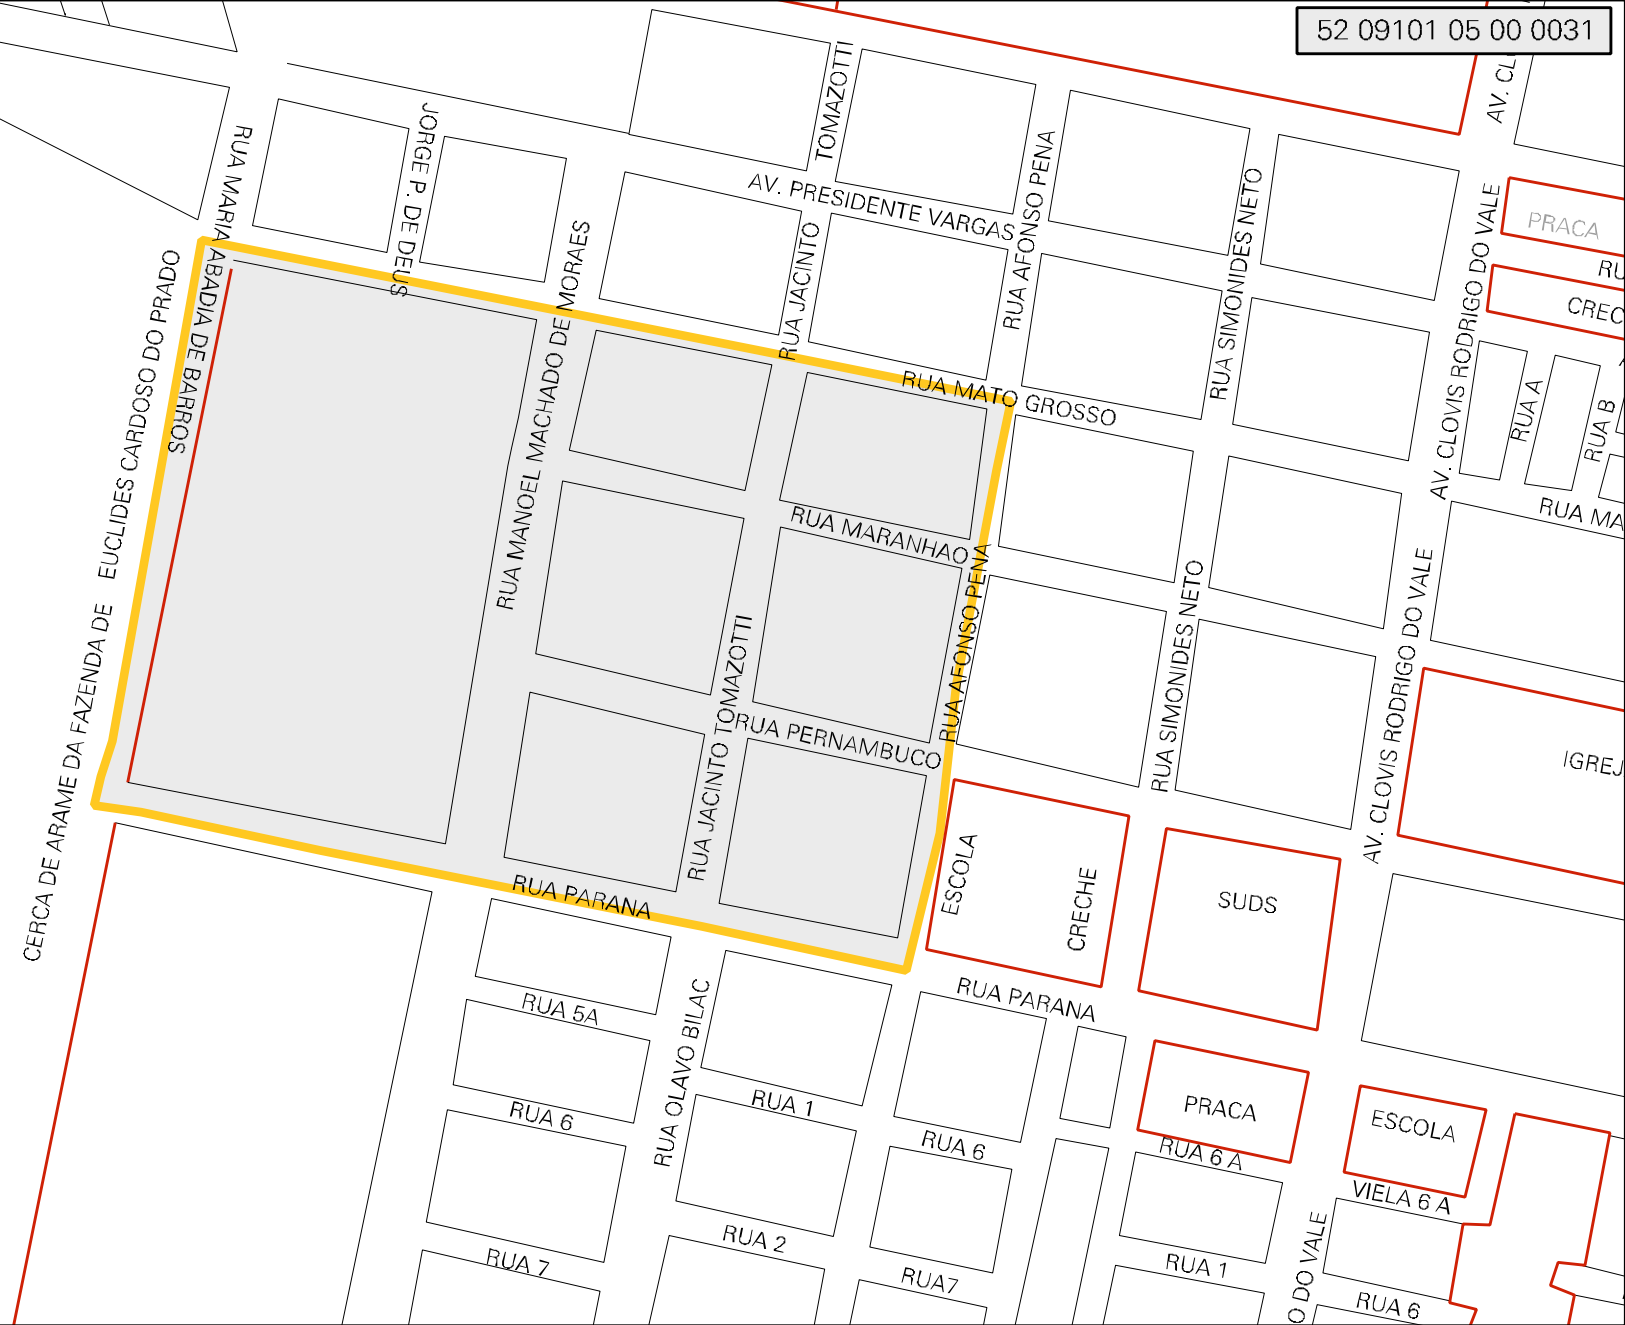 52 09101 05 00 0031
TOMAZOTTI
JORGE P. DE DEUS
RUA MARIA ABADIA DE BARROS
AV. PRESIDENTE VARGAS
RUA AFONSO PENA
RUA SIMONIDES NETO
AV. CLOVIS RODRIGO DO VALE
PRACA
RUA MANOEL MACHADO DE MORAES
RUA JACINTO
EUCLIDES CARDOSO DO PRADO
CERCA DE ARAME DA FAZENDA DE
RUA MATO GROSSO
RUA A
RUA B
RUA MARANHAO
RUA AFONSO PENA
RUA SIMONIDES NETO
AV. CLOVIS RODRIGO DO VALE
RUA JACINTO TOMAZOTTI
RUA PERNAMBUCO
ESCOLA
CRECHE
SUDS
RUA PARANA
RUA PARANA
RUA 5A
RUA OLAVO BILAC
RUA 1
RUA 6
RUA 6
PRACA
ESCOLA
RUA 6 A
VIELA 6 A
RUA 2
RUA 7
RUA7
RUA 1
O DO VALE
RUA 6
AV. CL
RU
CREC
RUA MA
IGREJ